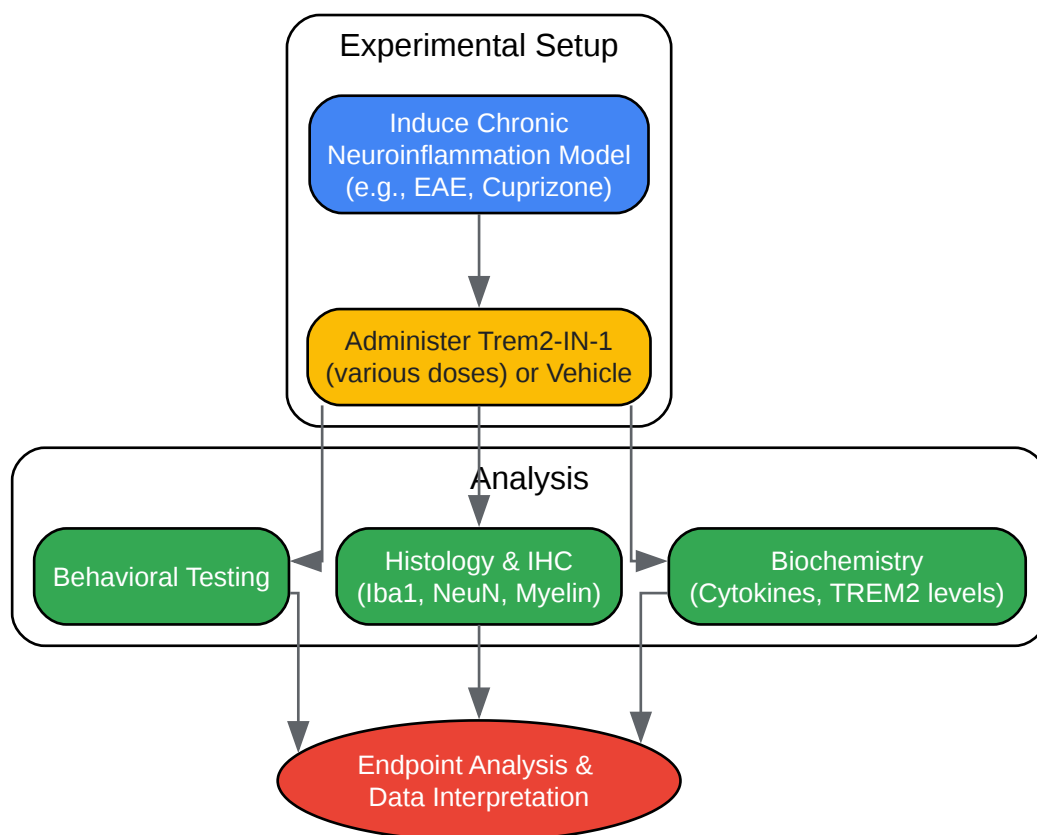 Experimental Setup
Induce Chronic
Neuroinflammation Model
(e.g., EAE, Cuprizone)
Administer Trem2-IN-1
(various doses) or Vehicle
Analysis
Behavioral Testing
Histology & IHC
(Iba1, NeuN, Myelin)
Biochemistry
(Cytokines, TREM2 levels)
Endpoint Analysis &
Data Interpretation